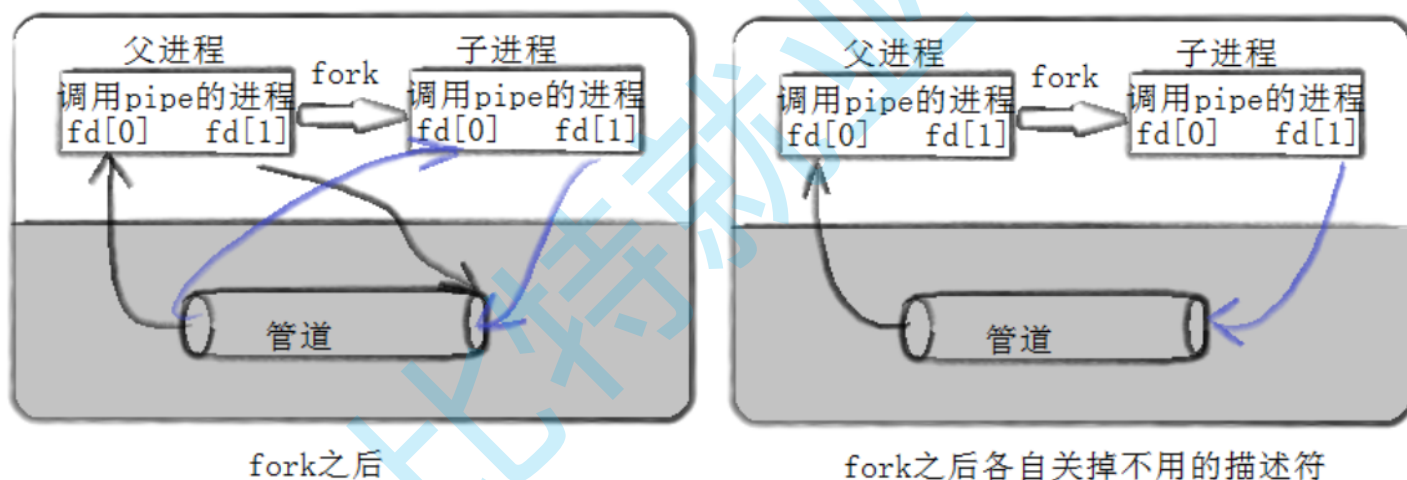 父进程
子进程
fork
调用pipe的进程
fd[0] fd[1]
调用pipe的进程
fd[0] fd[1]
管道
fork之后
父进程
子进程
fork
调用pipe的进程
fd[0] fd[1]
调用pipe的进程
fd[0] fd[1]
管道
fork之后各自关掉不用的描述符
比特就业